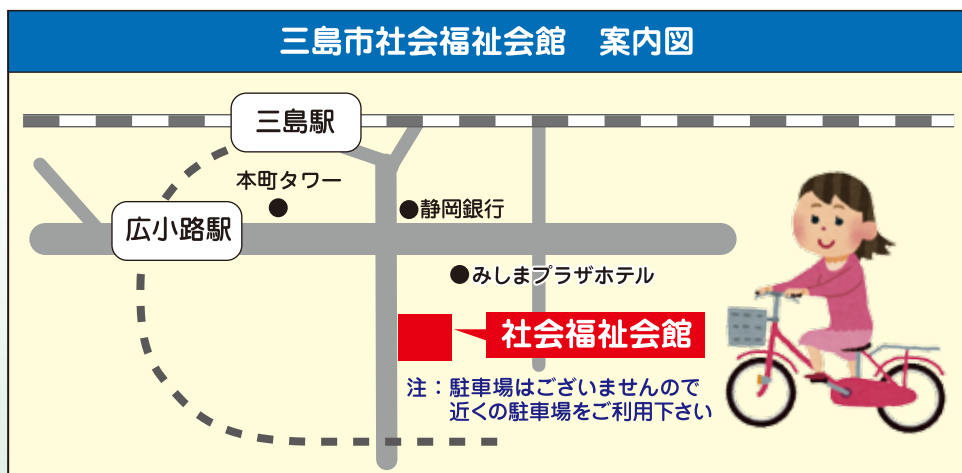 三島市社会福祉会館　案内図
三島駅
本町タワー
静岡銀行
広小路駅
みしまプラザホテル
社会福祉会館
注：駐車場はございませんので
近くの駐車場をご利用下さい